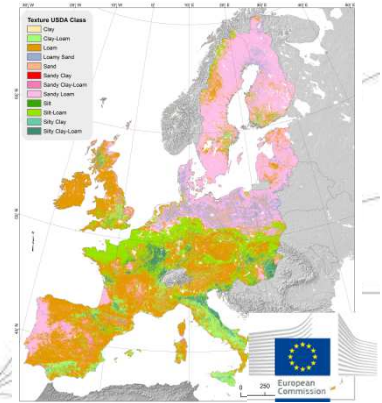 Texture USDA Class
Clay
Clay-Loam
Loam
Loamy Sand
Sand
Sandy Clay
Sandy Clay-Loam
Sandy Loam
Silt
Silt-Loam
Silty Clay
Silty Clay-Loam
0 250
European
Commission